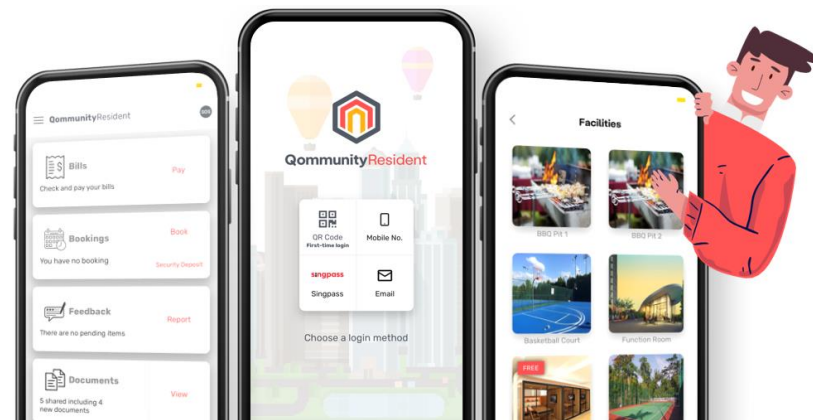 QommunityResident
Bills
Pay
Check and pay your bills
Bookings
Book
You have no booking
Security Deposit
Feedback
Report
There are no pending items
Documents
View
5 shared including 4
new documents
QommunityResident
QR Code
First-time login
Mobile No.
singpass
Singpass
Email
Choose a login method
Facilities
BBQ Pit 1
BBQ Pit 2
Basketball Court
Function Room
FREE